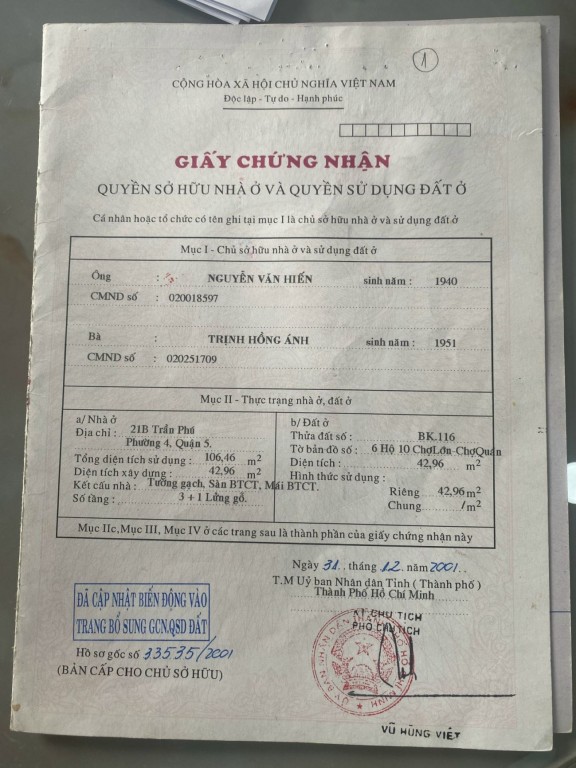 1
CỘNG HÒA XÃ HỘI CHỦ NGHĨA VIỆT NAM
Độc lập - Tự do - Hạnh phúc
GIẤY CHỨNG NHẬN
QUYỀN SỞ HỮU NHÀ Ở VÀ QUYỀN SỬ DỤNG ĐẤT Ở
Cá nhân hoặc tổ chức có tên ghi tại mục I là chủ sở hữu nhà ở và sử dụng đất ở
Mục I - Chủ sở hữu nhà ở và sử dụng đất ở
Ông : NGUYỄN VĂN HIẾN sinh năm : 1940
CMND số : 020018597
Bà : TRỊNH HỒNG ÁNH sinh năm : 1951
CMND số : 020251709
Mục II - Thực trạng nhà ở, đất ở
a/ Nhà ở
Địa chỉ : 21B Trần Phú
Phường 4, Quận 5.
Tổng diện tích sử dụng : 106,46 m2
Diện tích xây dựng : 42,96 m2
Kết cấu nhà : Tường gạch, Sàn BTCT, Mái BTCT.
Số tầng : 3 + 1 Lửng gỗ.
b/ Đất ở
Thửa đất số : BK.116
Tờ bản đồ số : 6 Hộ 10 ChợLớn-ChợQuán
Diện tích : 42,96 m2
Hình thức sử dụng :
Riêng 42,96 m2
Chung / m2
Mục IIc,Mục III, Mục IV ở các trang sau là thành phần của giấy chứng nhận này
Ngày 31. tháng 12. năm 2001
T.M Uỷ ban Nhân dân Tỉnh ( Thành phố )
Thành Phố Hồ Chí Minh
KT CHỦ TỊCH
PHÓ CHỦ TỊCH
ỦY BAN NHÂN DÂN THÀNH PHỐ HỒ CHÍ MINH
VŨ HÙNG VIỆT
ĐÃ CẬP NHẬT BIẾN ĐỘNG VÀO
TRANG BỔ SUNG GCN.QSD ĐẤT
Hồ sơ gốc số 33535/2001
(BẢN CẤP CHO CHỦ SỞ HỮU)